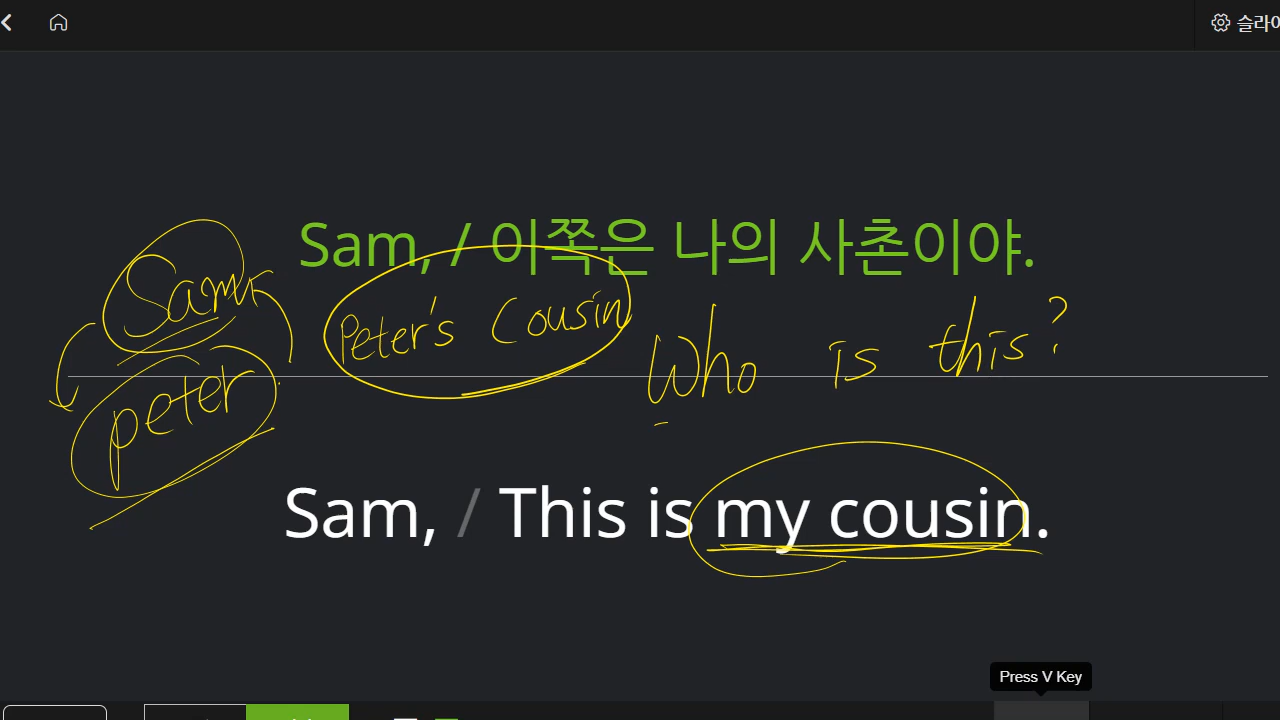 슬라이
Sam, / 이쪽은 나의 사촌이야.
Sam
Peter's Cousin
Who is this?
peter
Sam, / This is my cousin.
Press V Key